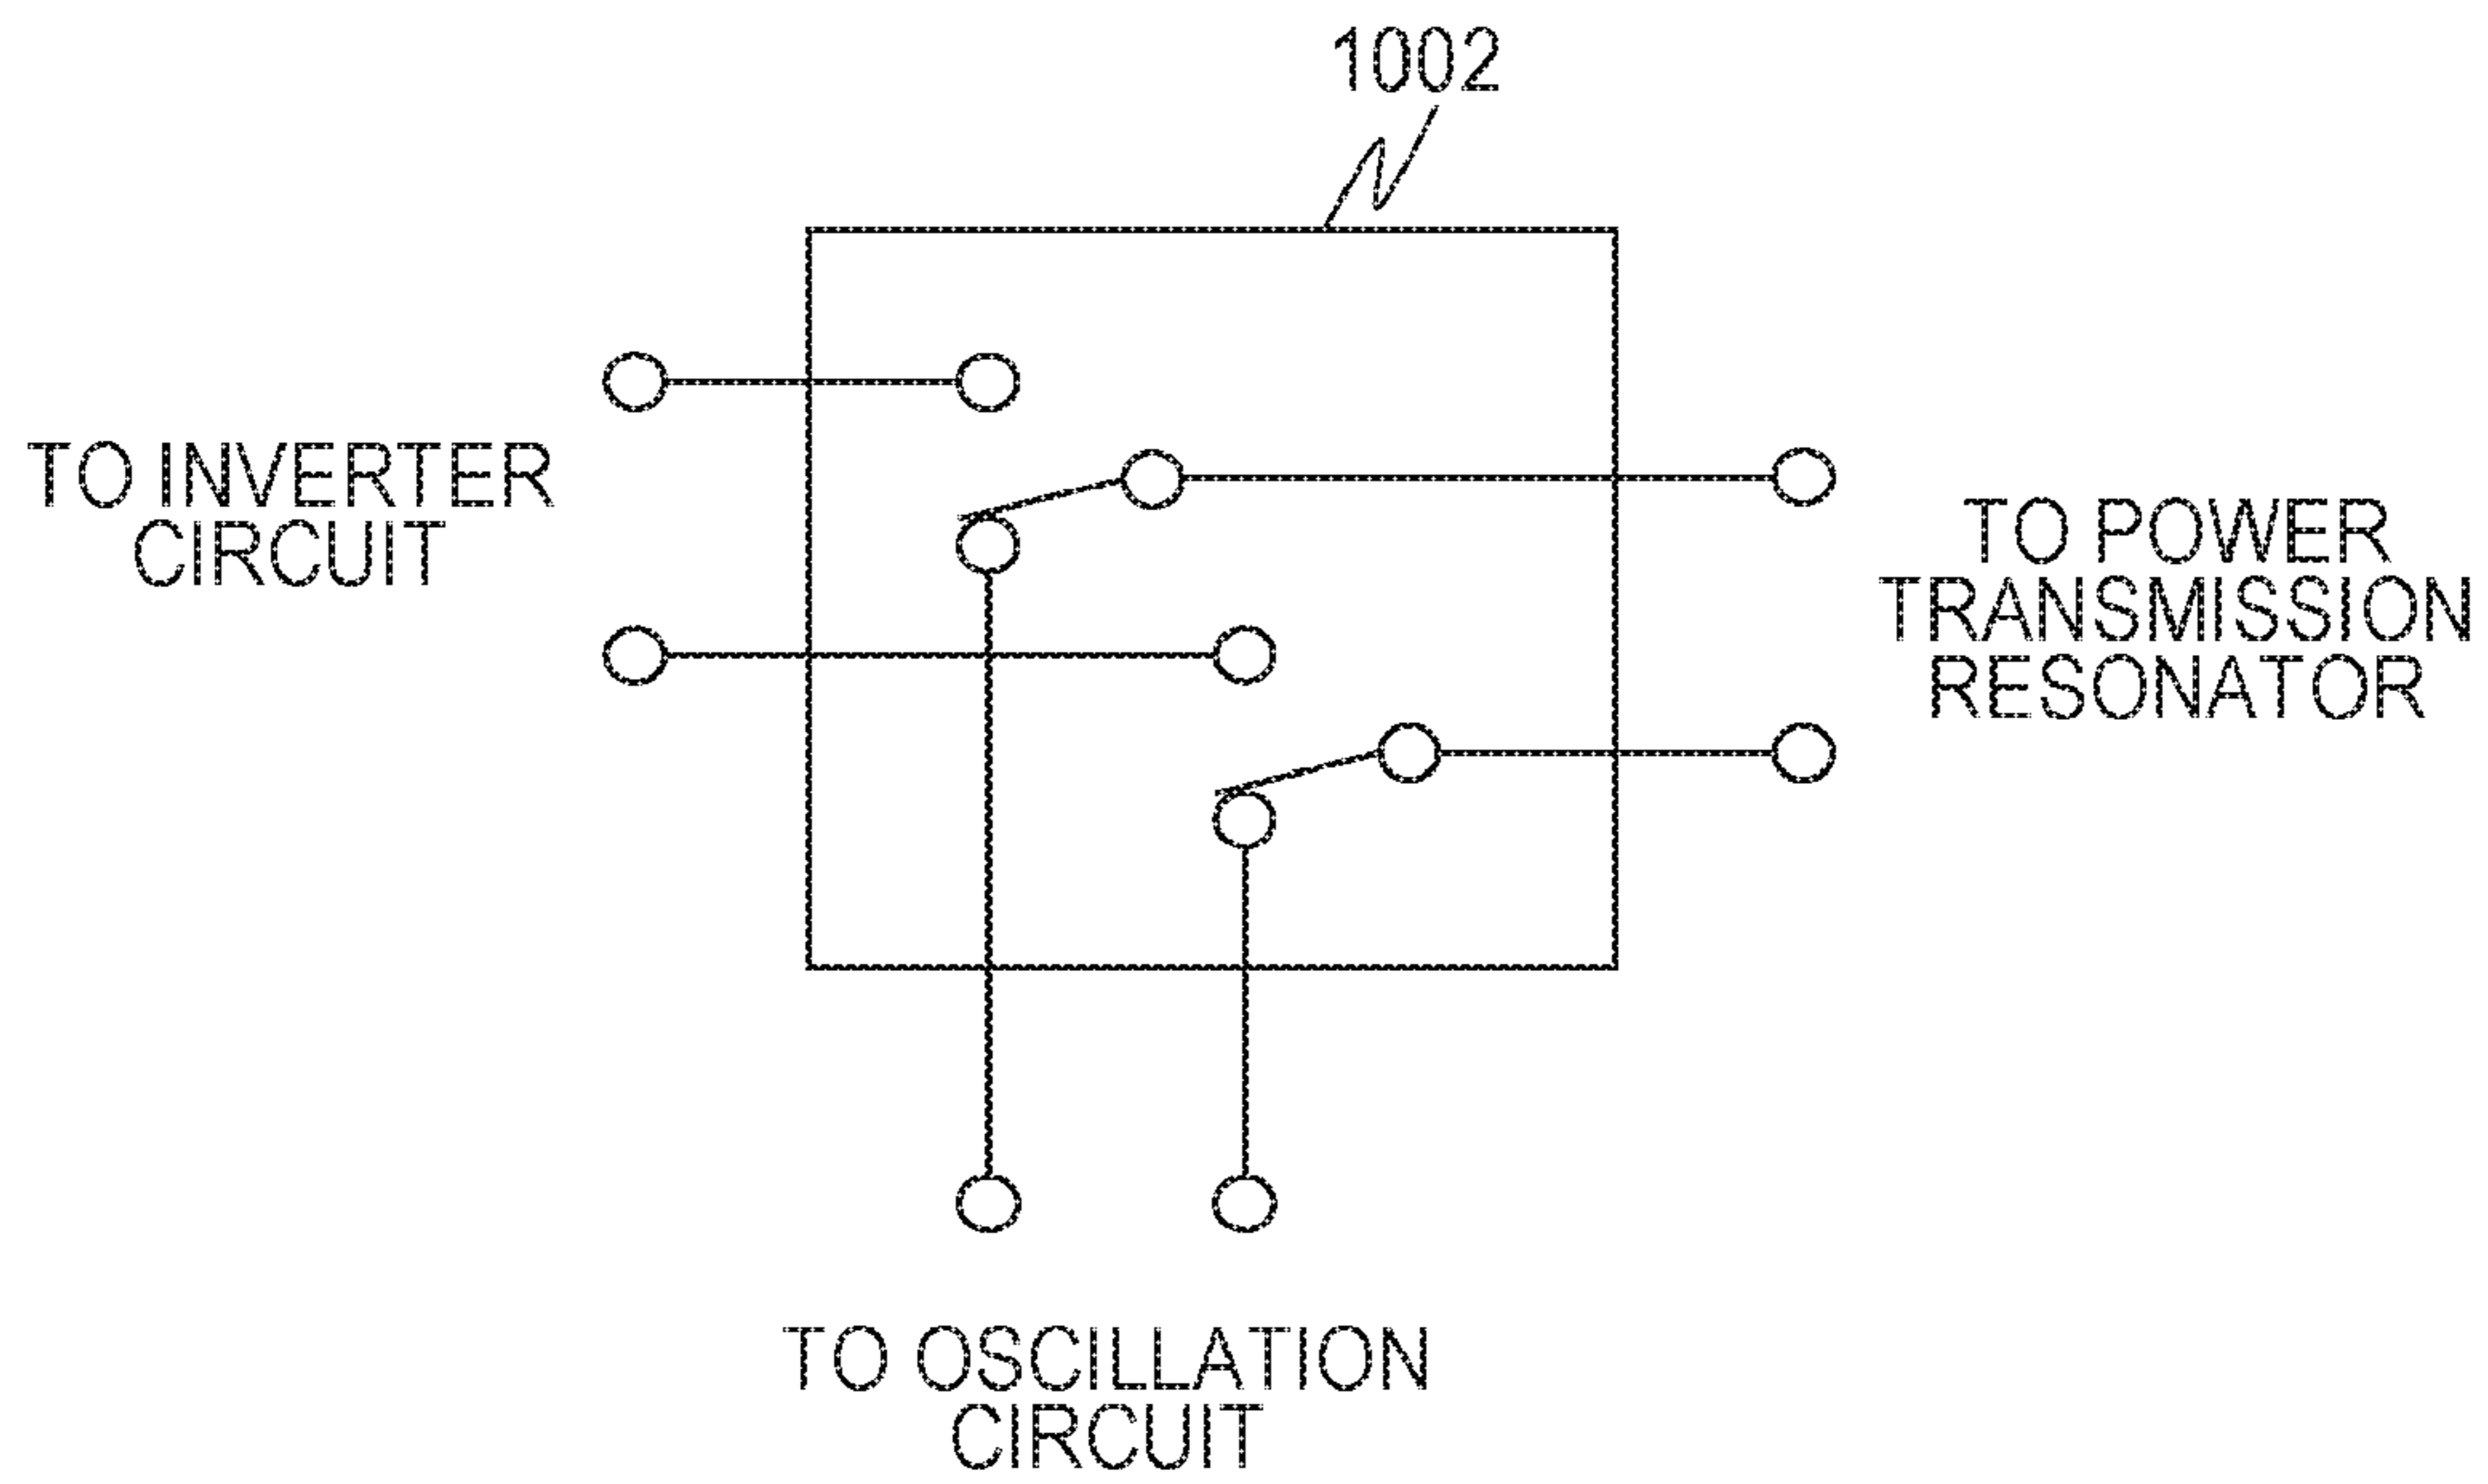 1002
TO INVERTER
CIRCUIT
TO POWER
TRANSMISSION
RESONATOR
TO OSCILLATION
CIRCUIT